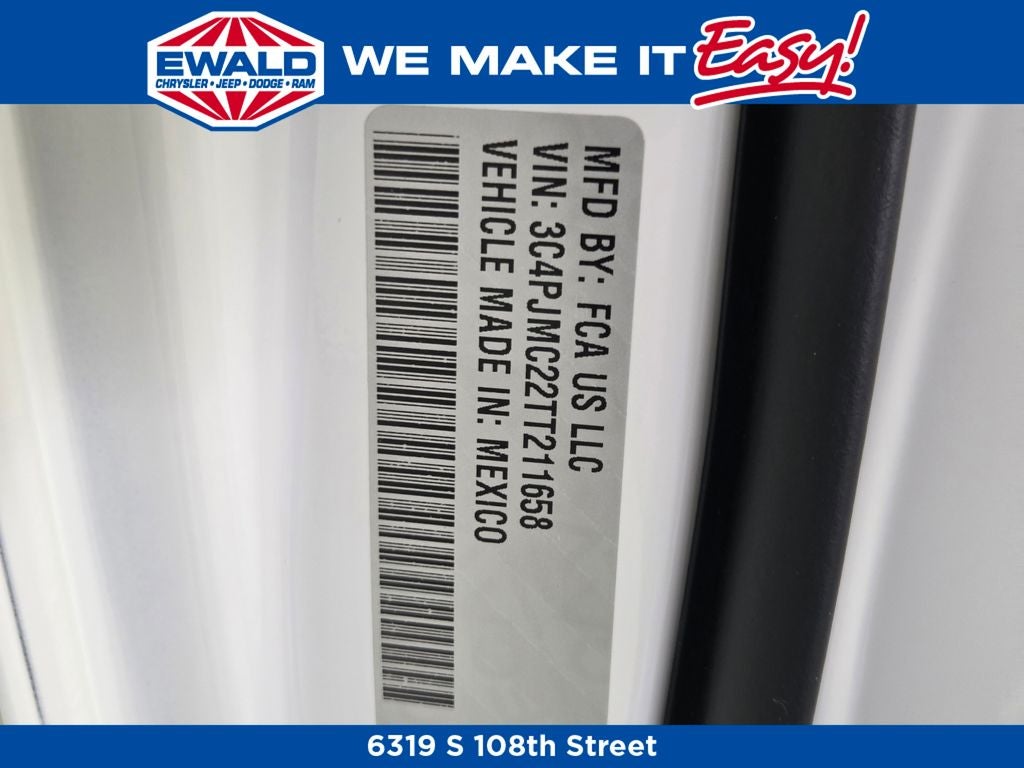 EWALD
CHRYSLER • JEEP • DODGE • RAM
WE MAKE IT Easy!
MFD BY: FCA US LLC
VIN: 3C4PJMC22TT211658
VEHICLE MADE IN: MEXICO
6319 S 108th Street